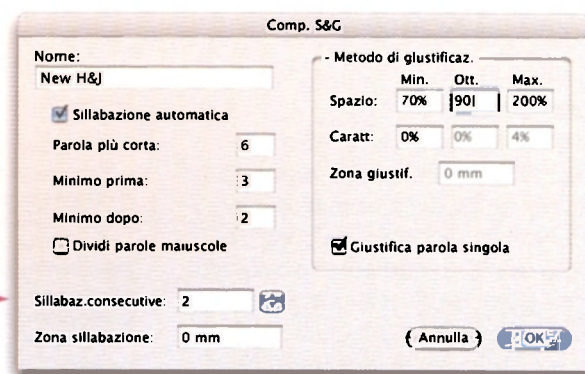 Comp. S&G
Nome:
New H&J
Sillabazione automatica
Parola più corta: 6
Minimo prima: 3
Minimo dopo: 2
Dividi parole maiuscole
Sillabaz.consecutive: 2
Zona sillabazione: 0 mm
Metodo di giustificaz.
Min. Ott. Max.
Spazio: 70% 90 200%
Caratt: 0% 0% 4%
Zona giustif. 0 mm
Giustifica parola singola
Annulla OK